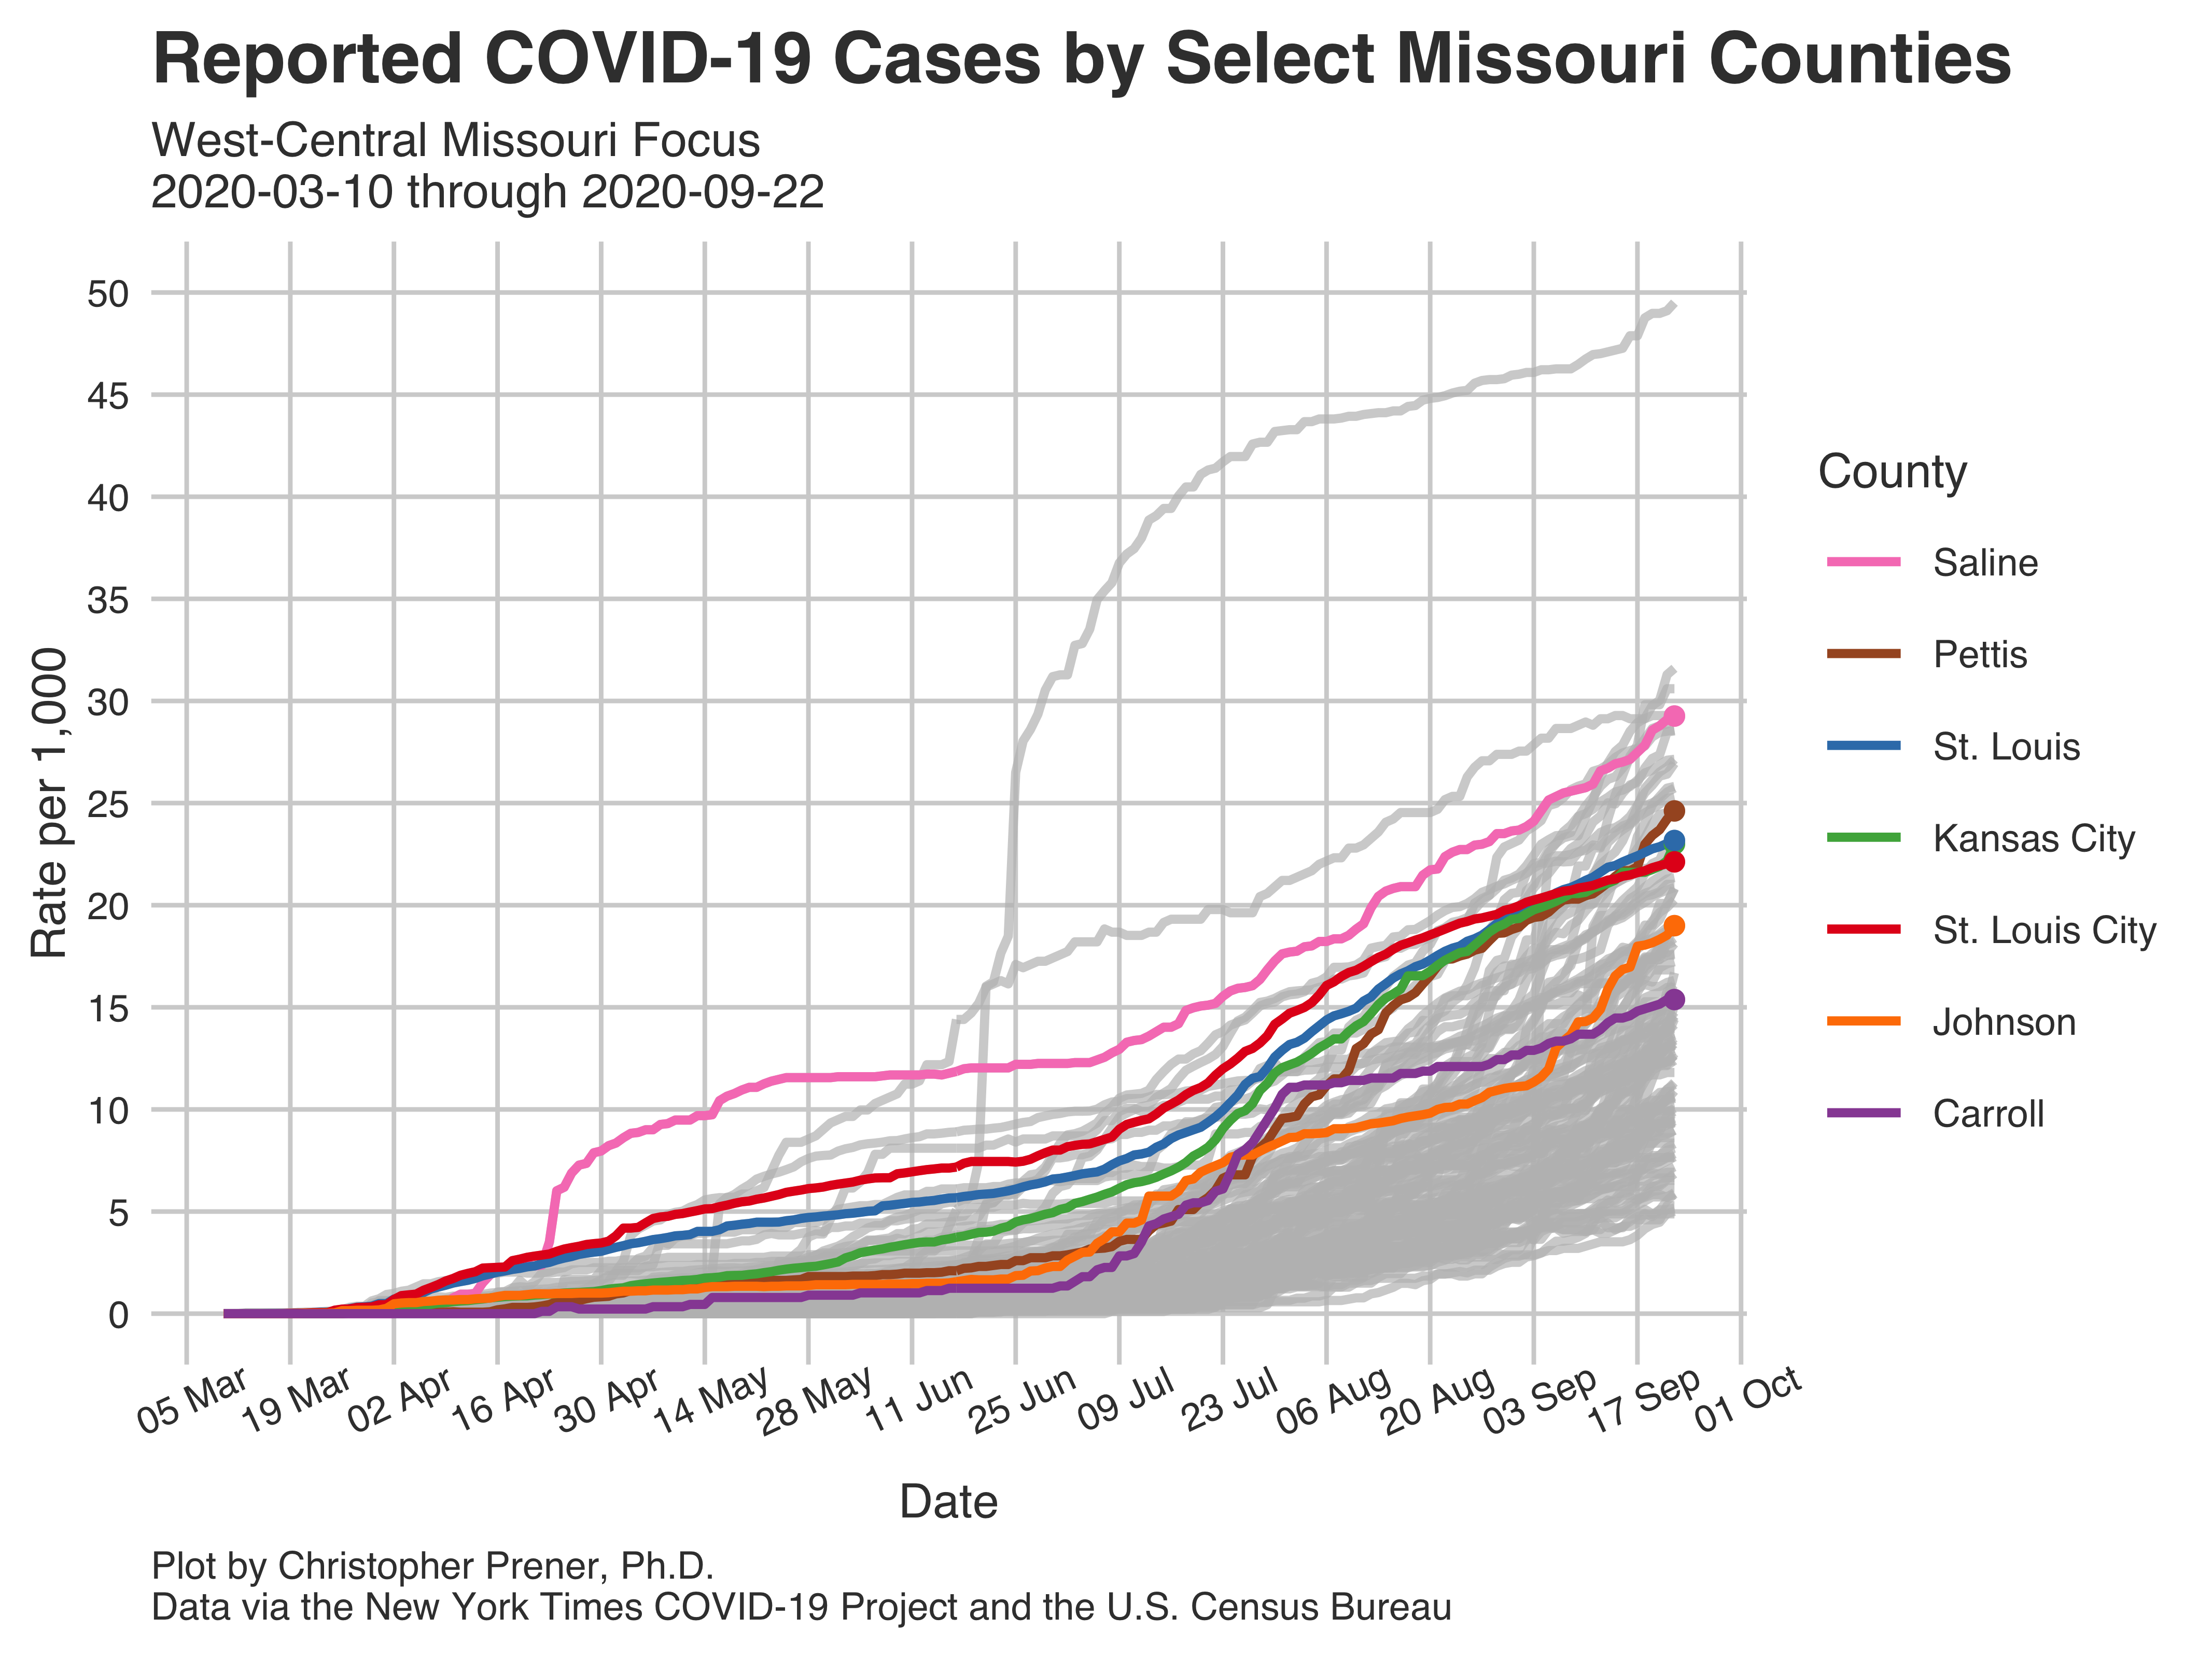 Reported COVID-19 Cases by Select Missouri Counties
West-Central Missouri Focus
2020-03-10 through 2020-09-22
50
45
40
35
30
25
20
15
10
5
0
Rate per 1,000
05 Mar
19 Mar
02 Apr
16 Apr
30 Apr
14 May
28 May
11 Jun
25 Jun
09 Jul
23 Jul
06 Aug
20 Aug
03 Sep
17 Sep
01 Oct
Date
County
Saline
Pettis
St. Louis
Kansas City
St. Louis City
Johnson
Carroll
Plot by Christopher Prener, Ph.D.
Data via the New York Times COVID-19 Project and the U.S. Census Bureau